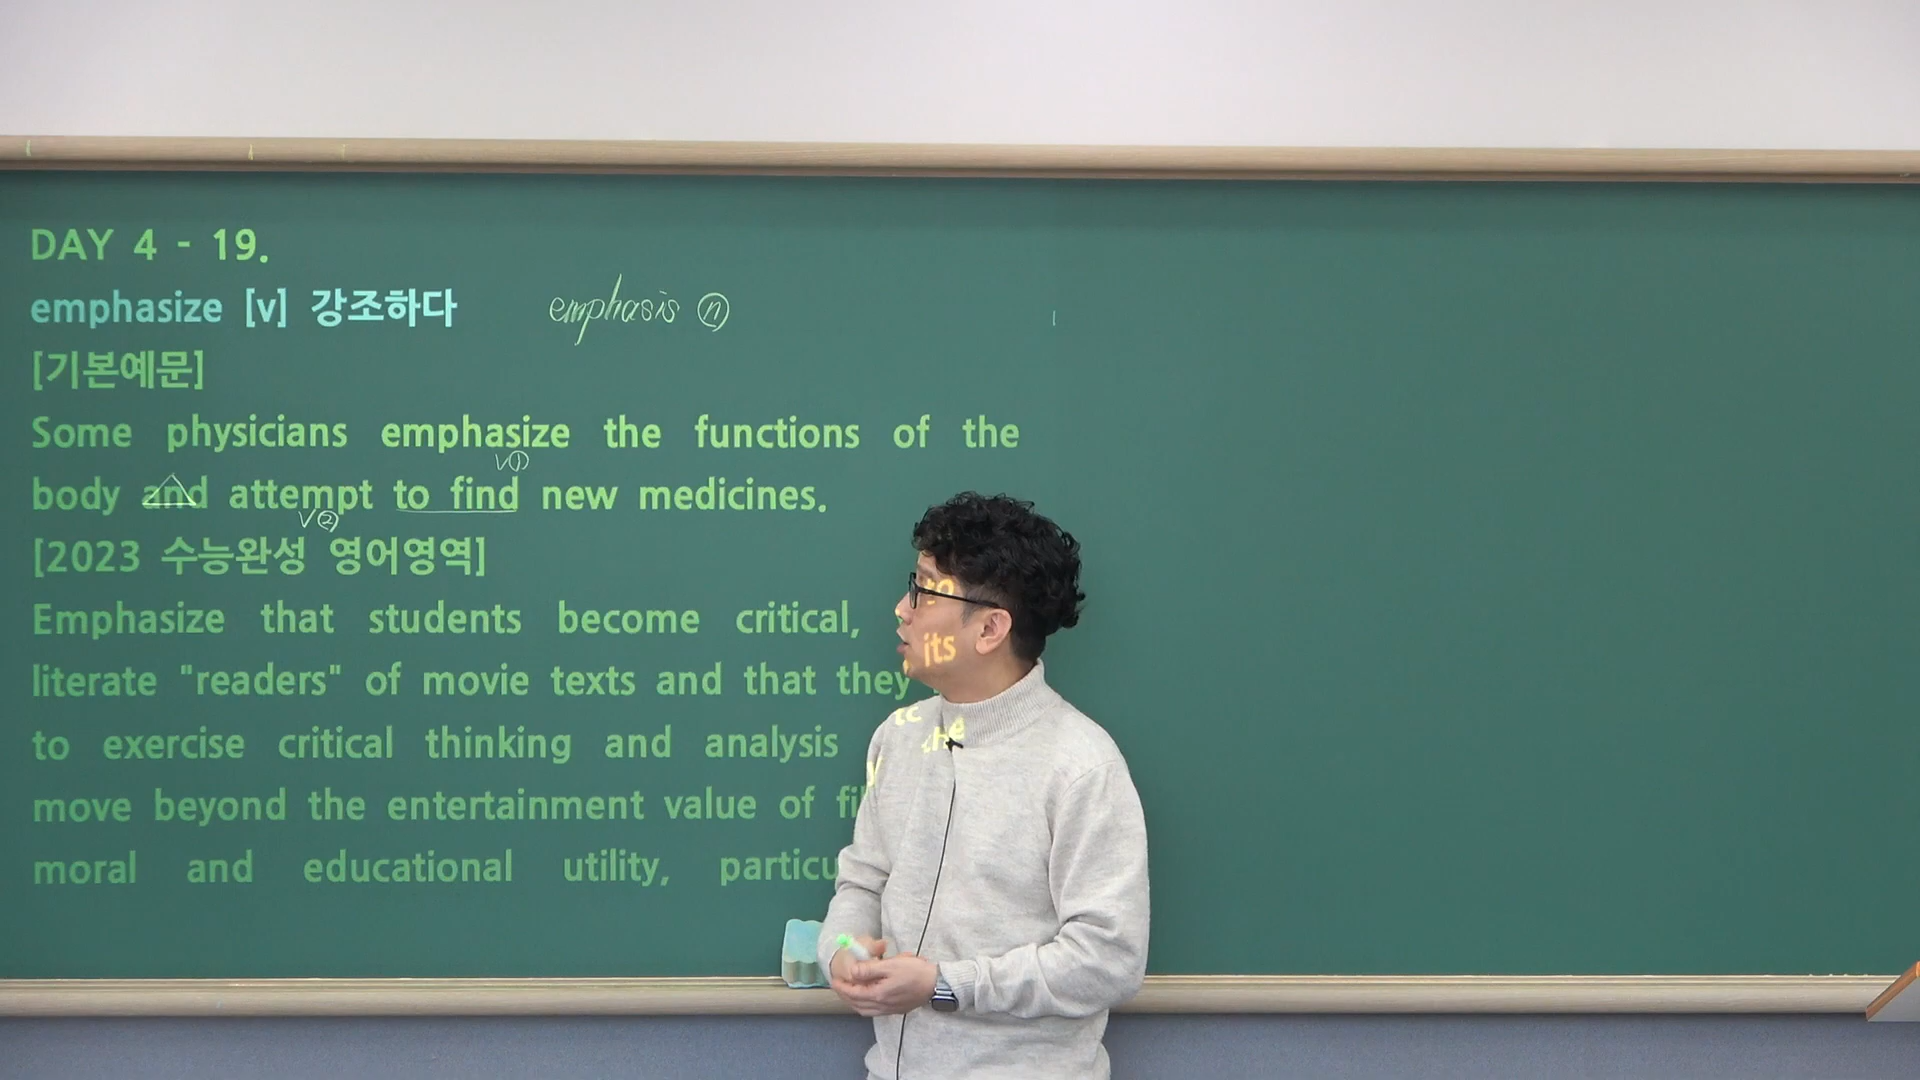 DAY 4 - 19.
emphasize [v] 강조하다 emphasis ⓝ
[기본예문]
Some physicians emphasize the functions of the
V①
body and attempt to find new medicines.
V②
[2023 수능완성 영어영역]
Emphasize that students become critical, to
literate "readers" of movie texts and that they its
to exercise critical thinking and analysis to
move beyond the entertainment value of the
moral and educational utility,